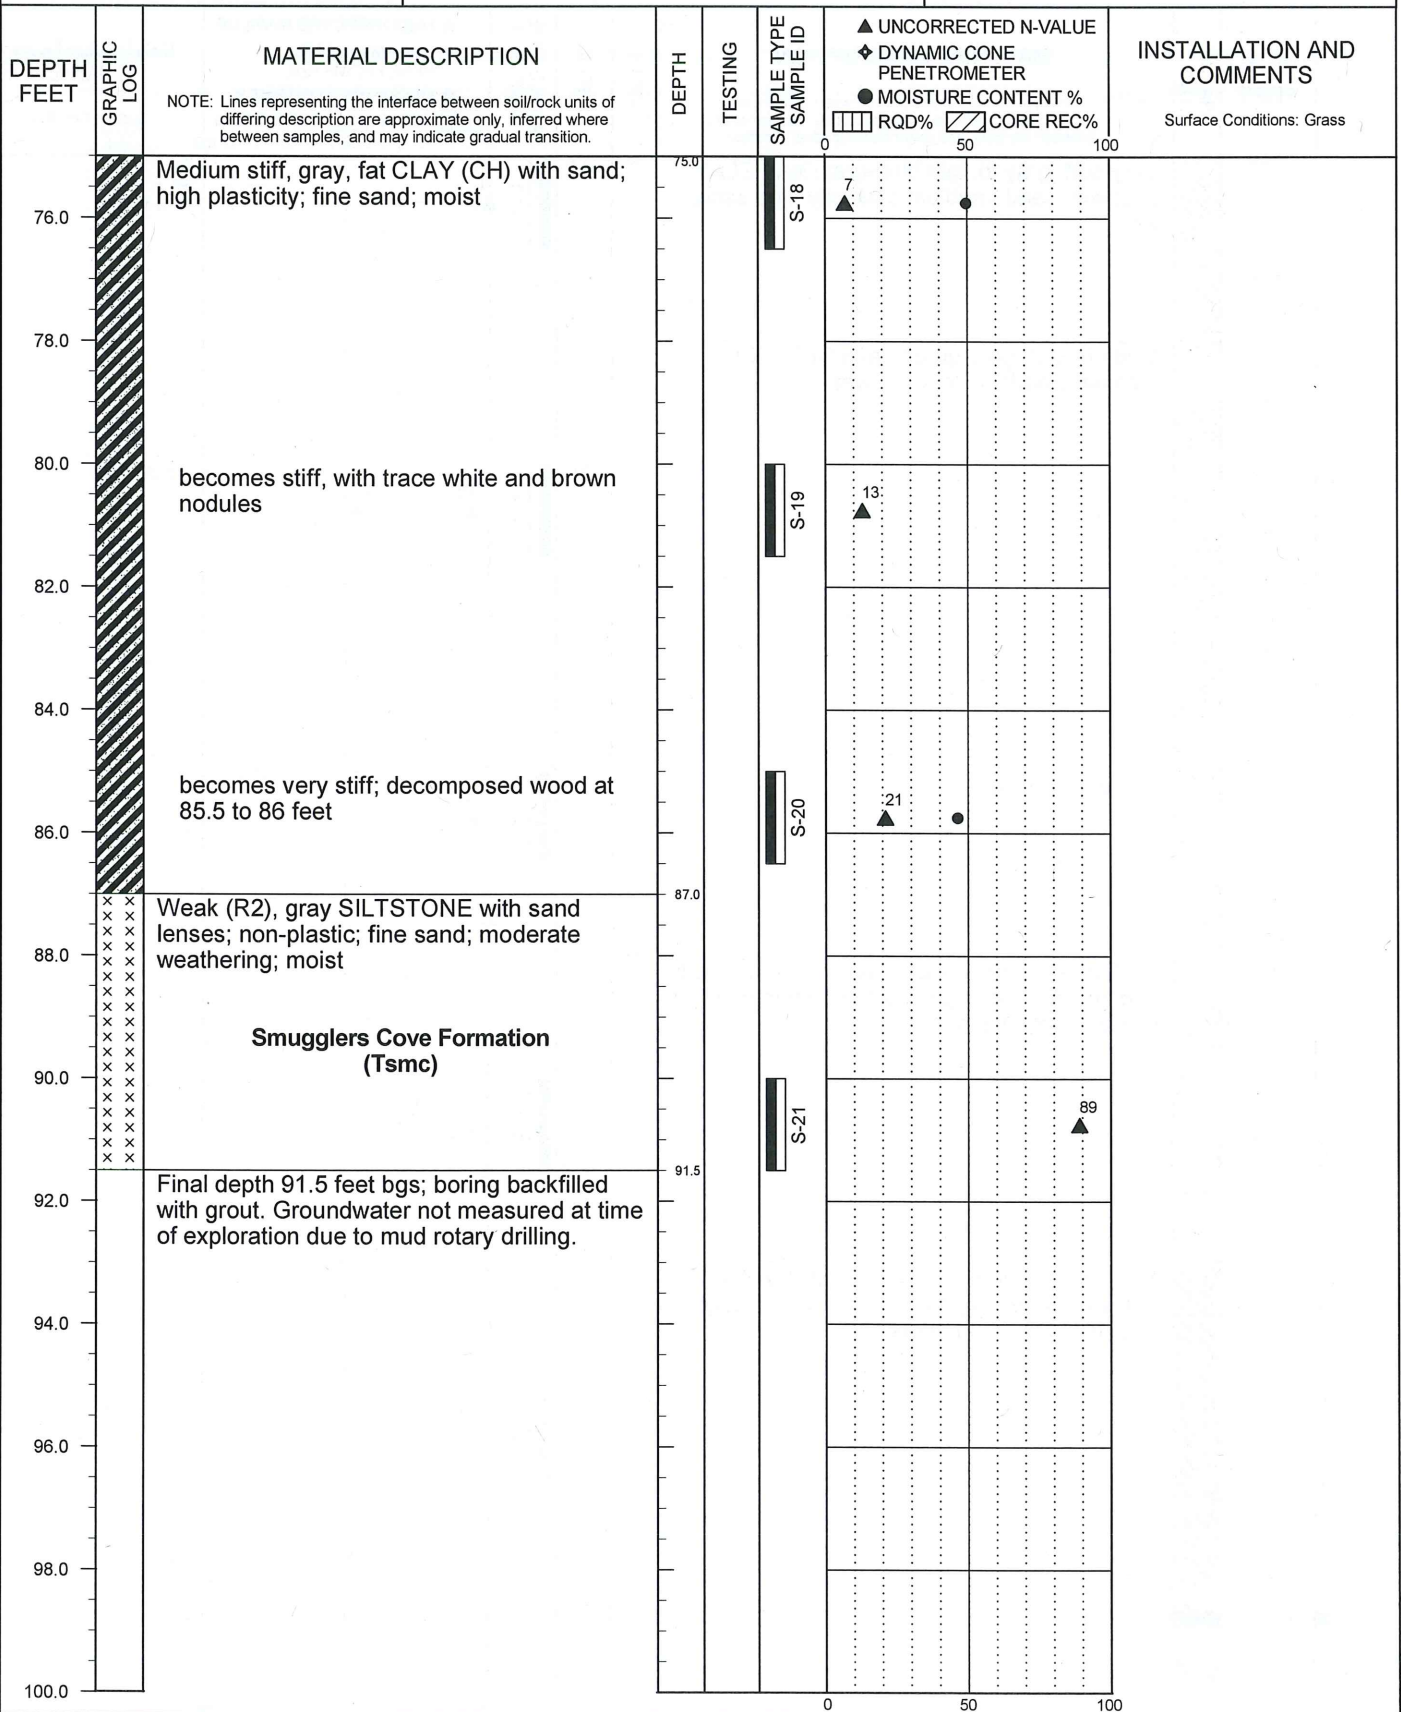 DEPTH
FEET
GRAPHIC
LOG
MATERIAL DESCRIPTION
NOTE: Lines representing the interface between soil/rock units of
differing description are approximate only, inferred where
between samples, and may indicate gradual transition.
DEPTH
TESTING
SAMPLE TYPE
SAMPLE ID
▲ UNCORRECTED N-VALUE
DYNAMIC CONE
PENETROMETER
● MOISTURE CONTENT %
RQD% CORE REC%
0 50 100
INSTALLATION AND
COMMENTS
Surface Conditions: Grass
Medium stiff, gray, fat CLAY (CH) with sand;
high plasticity; fine sand; moist
75.0
S-18
7
76.0
78.0
80.0
becomes stiff, with trace white and brown
nodules
S-19
13
82.0
84.0
becomes very stiff; decomposed wood at
85.5 to 86 feet
S-20
21
86.0
87.0
Weak (R2), gray SILTSTONE with sand
lenses; non-plastic; fine sand; moderate
weathering; moist
88.0
Smugglers Cove Formation
(Tsmc)
90.0
S-21
89
91.5
Final depth 91.5 feet bgs; boring backfilled
with grout. Groundwater not measured at time
of exploration due to mud rotary drilling.
92.0
94.0
96.0
98.0
100.0
0 50 100